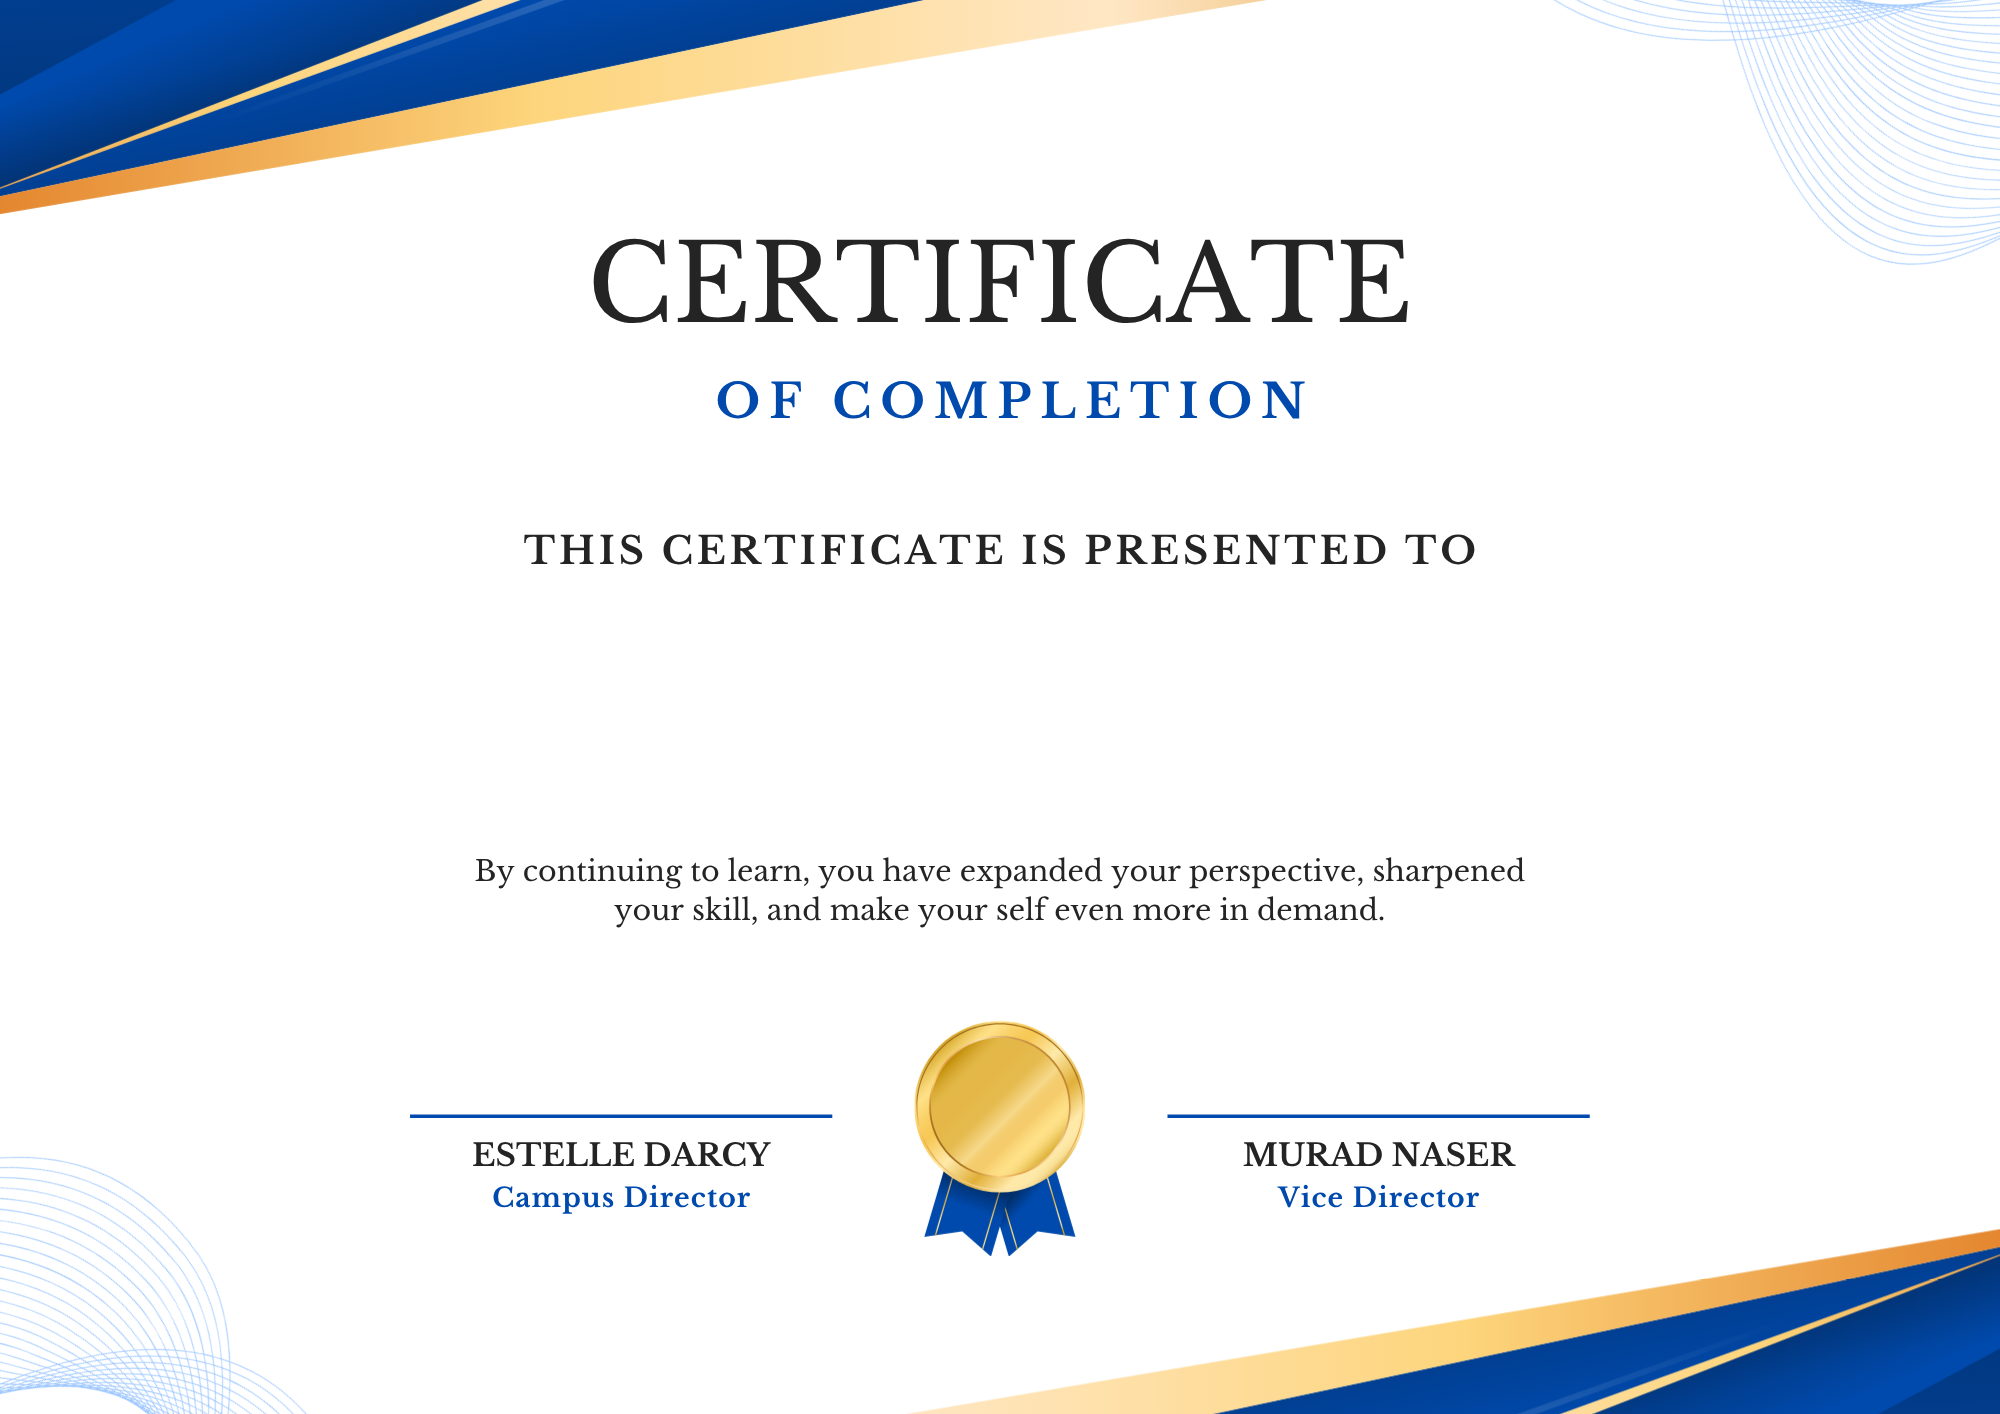 CERTIFICATE
OF COMPLETION
THIS CERTIFICATE IS PRESENTED TO
By continuing to learn, you have expanded your perspective, sharpened
your skill, and make your self even more in demand.
ESTELLE DARCY
Campus Director
MURAD NASER
Vice Director